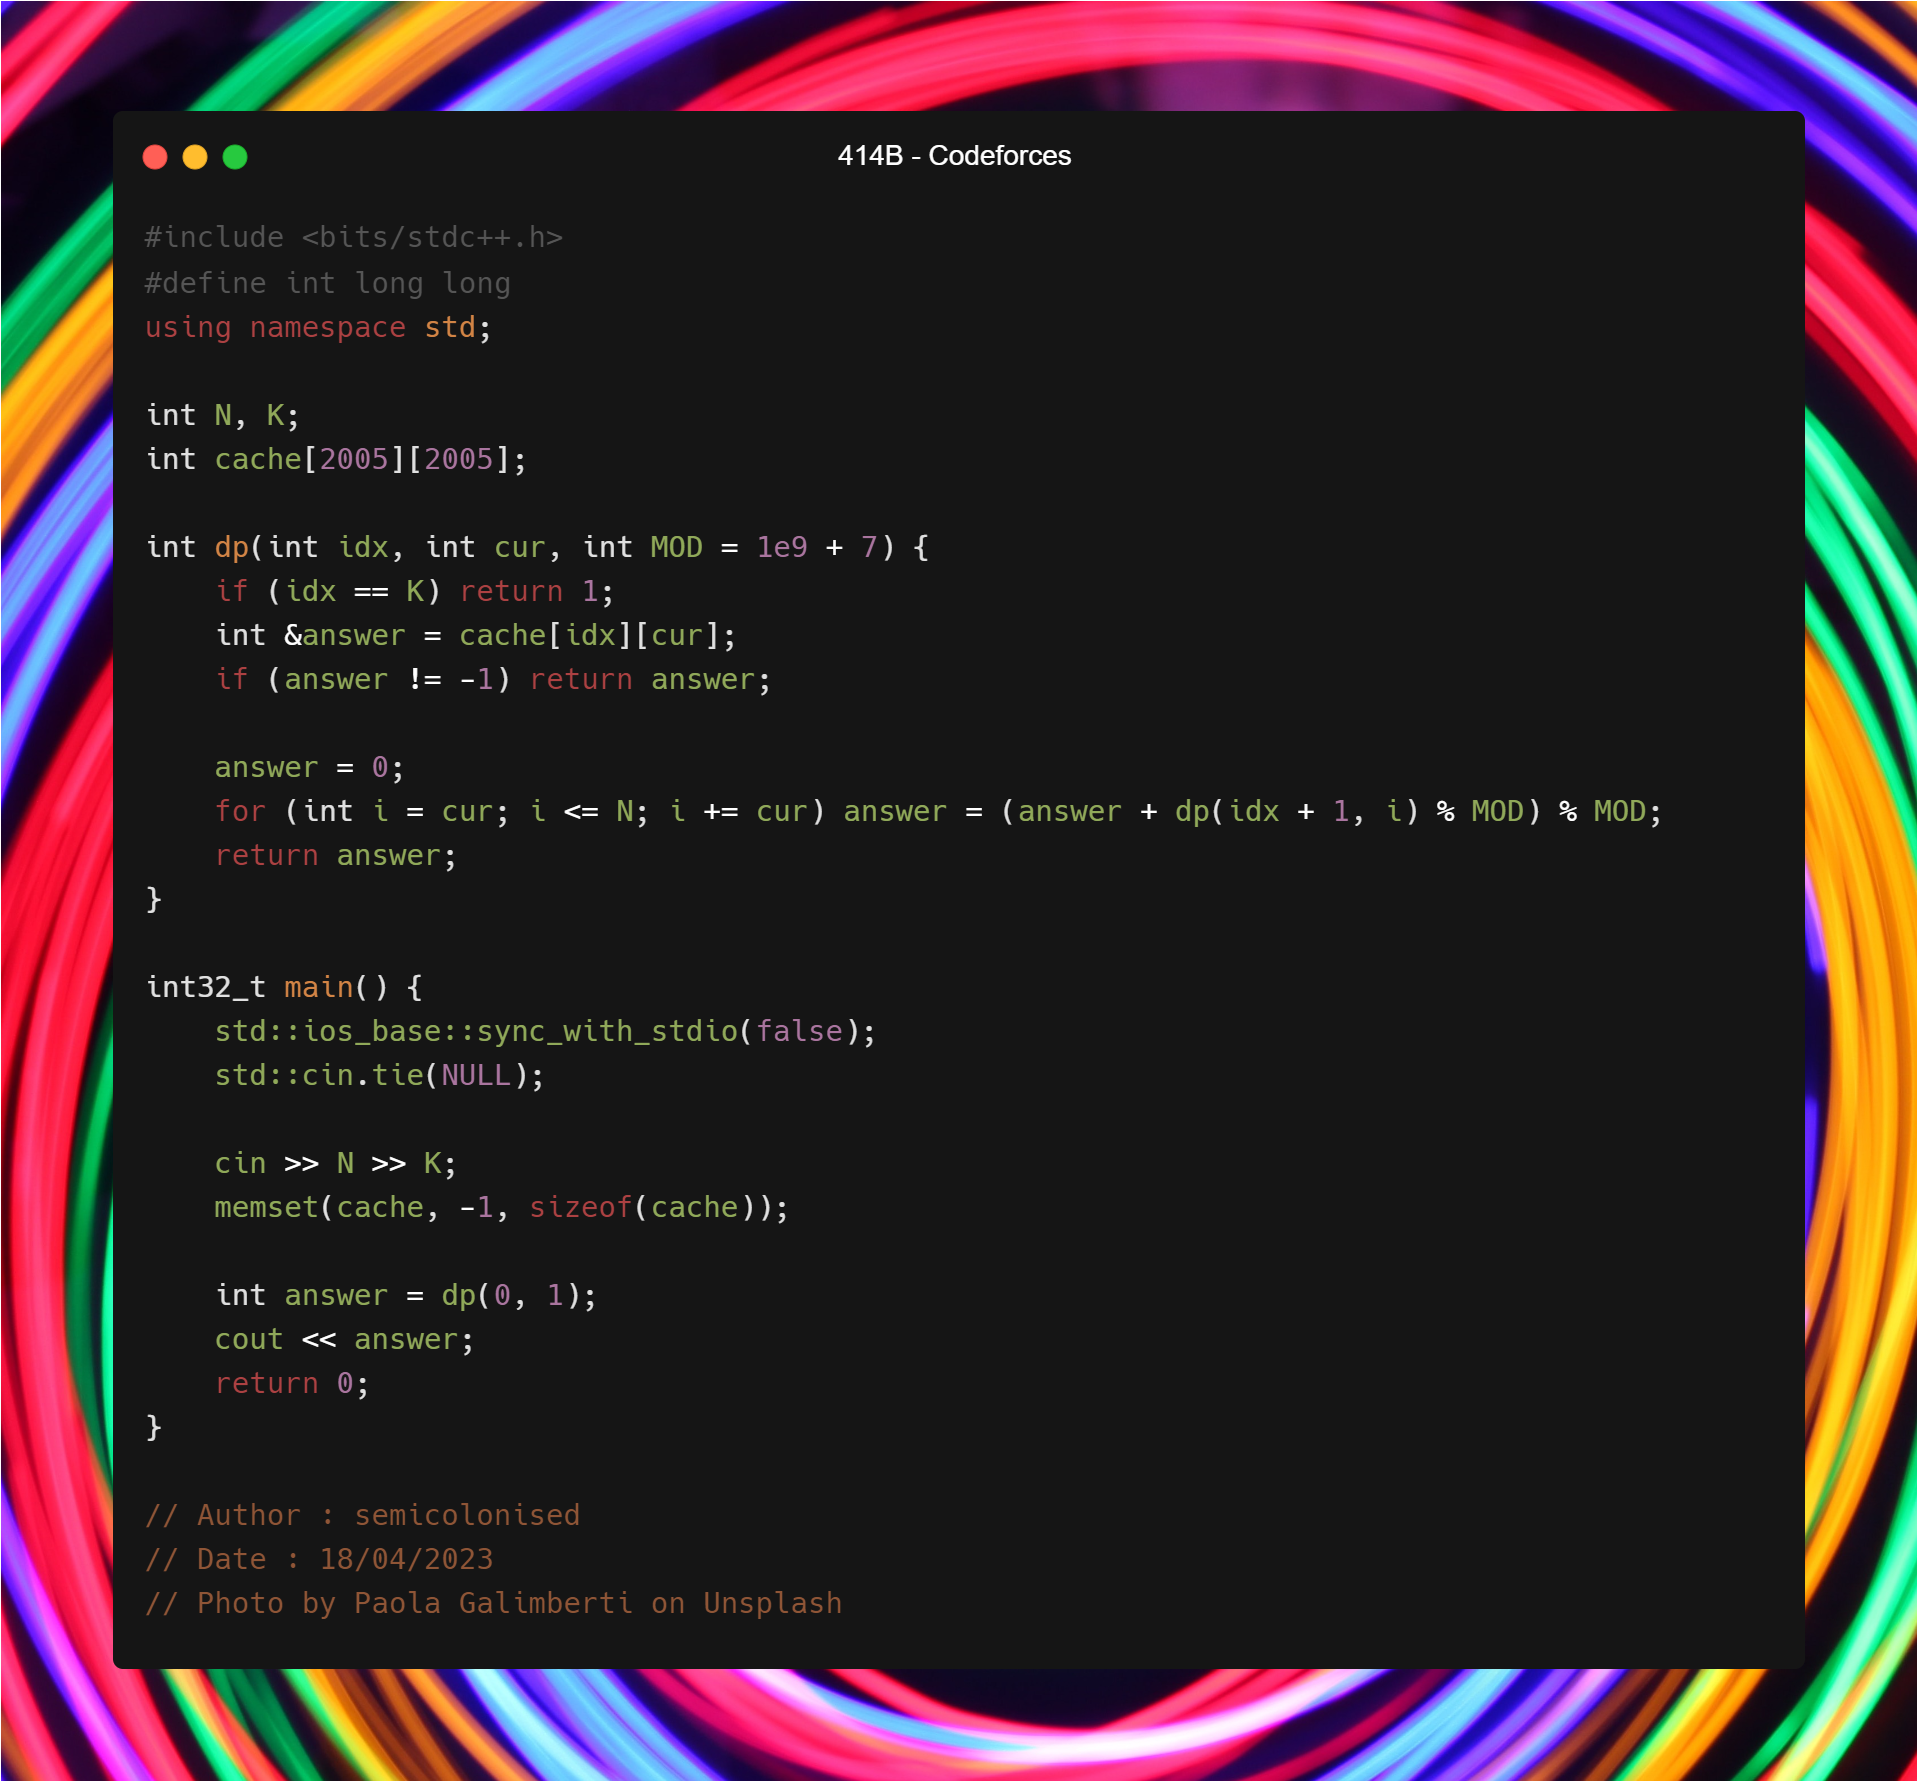 414B - Codeforces
#include <bits/stdc++.h>
#define int long long
using namespace std;
int N, K;
int cache[2005][2005];
int dp(int idx, int cur, int MOD = 1e9 + 7) {
    if (idx == K) return 1;
    int &answer = cache[idx][cur];
    if (answer != -1) return answer;
    answer = 0;
    for (int i = cur; i <= N; i += cur) answer = (answer + dp(idx + 1, i) % MOD) % MOD;
    return answer;
}
int32_t main() {
    std::ios_base::sync_with_stdio(false);
    std::cin.tie(NULL);
    cin >> N >> K;
    memset(cache, -1, sizeof(cache));
    int answer = dp(0, 1);
    cout << answer;
    return 0;
}
// Author : semicolonised
// Date : 18/04/2023
// Photo by Paola Galimberti on Unsplash